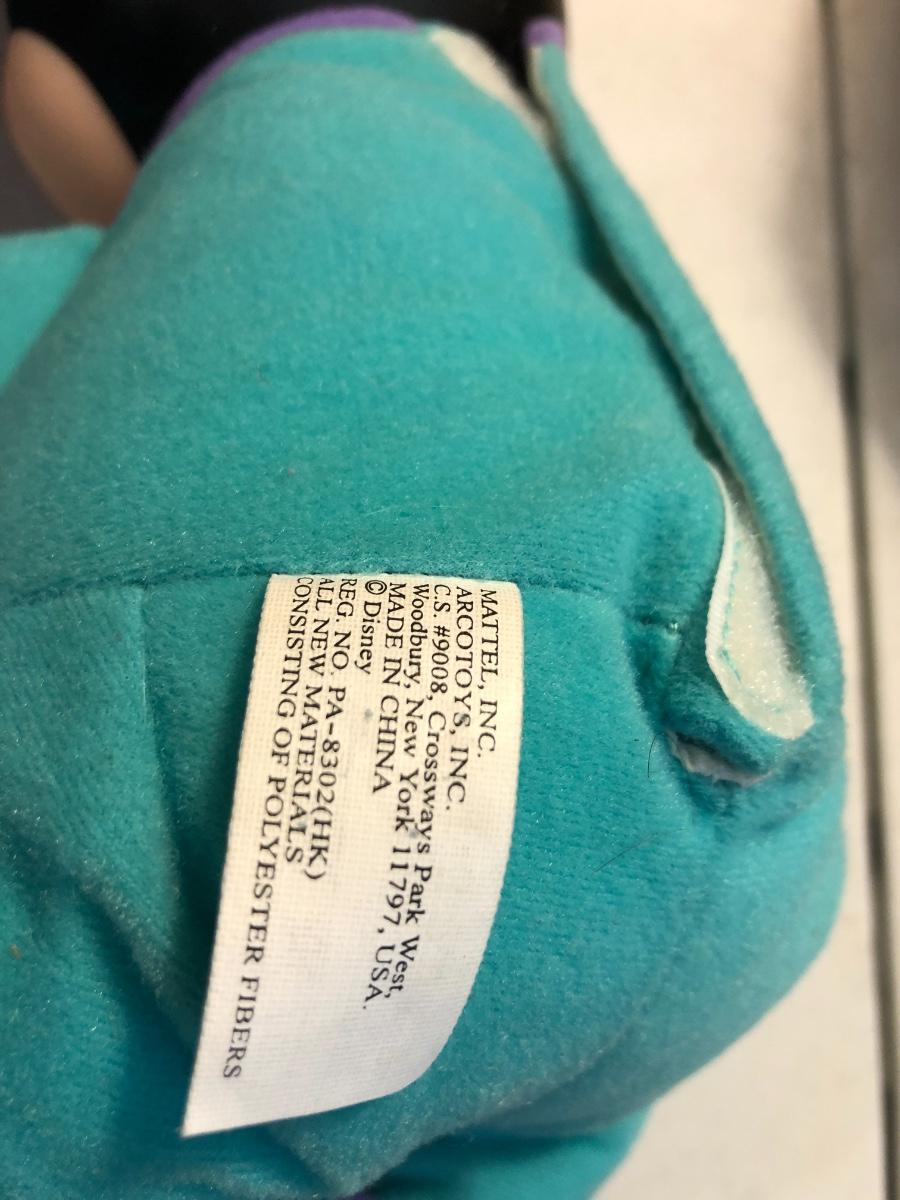 MATTEL, INC.
ARCOTOYS, INC.
C.S. #9008, Crossways Park West,
Woodbury, New York 11797, USA.
MADE IN CHINA
© Disney
REG. NO. PA-8302(HK)
ALL NEW MATERIALS
CONSISTING OF POLYESTER FIBERS